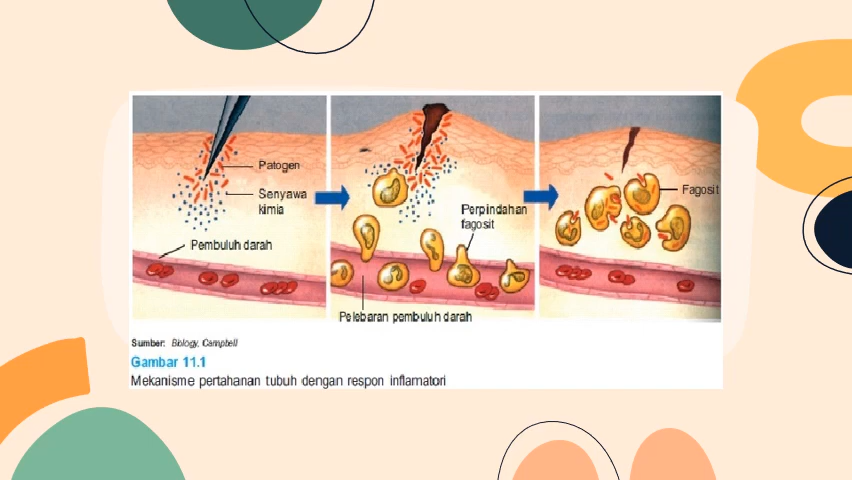 Patogen
Senyawa
kimia
Pembuluh darah
Perpindahan
fagosit
Pelebaran pembuluh darah
Fagosit
Sumber: Biology, Campbell
Gambar 11.1
Mekanisme pertahanan tubuh dengan respon inflamatori